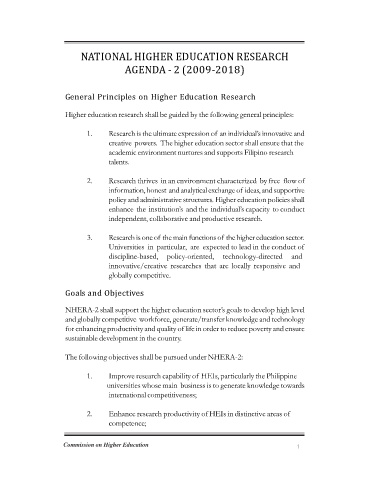 NATIONAL HIGHER EDUCATION RESEARCH
AGENDA - 2 (2009-2018)
General Principles on Higher Education Research
Higher education research shall be guided by the following general principles:
1. Research is the ultimate expression of an individual's innovative and
creative powers. The higher education sector shall ensure that the
academic environment nurtures and supports Filipino research
talents.
2. Research thrives in an environment characterized by free flow of
information, honest and analytical exchange of ideas, and supportive
policy and administrative structures. Higher education policies shall
enhance the institution's and the individual's capacity to conduct
independent, collaborative and productive research.
3. Research is one of the main functions of the higher education sector.
Universities in particular, are expected to lead in the conduct of
discipline-based, policy-oriented, technology-directed and
innovative/creative researches that are locally responsive and
globally competitive.
Goals and Objectives
NHERA-2 shall support the higher education sector's goals to develop high level
and globally competitive workforce, generate/transfer knowledge and technology
for enhancing productivity and quality of life in order to reduce poverty and ensure
sustainable development in the country.
The following objectives shall be pursued under NHERA-2:
1. Improve research capability of HEIs, particularly the Philippine
universities whose main business is to generate knowledge towards
international competitiveness;
2. Enhance research productivity of HEIs in distinctive areas of
competence;
Commission on Higher Education 1